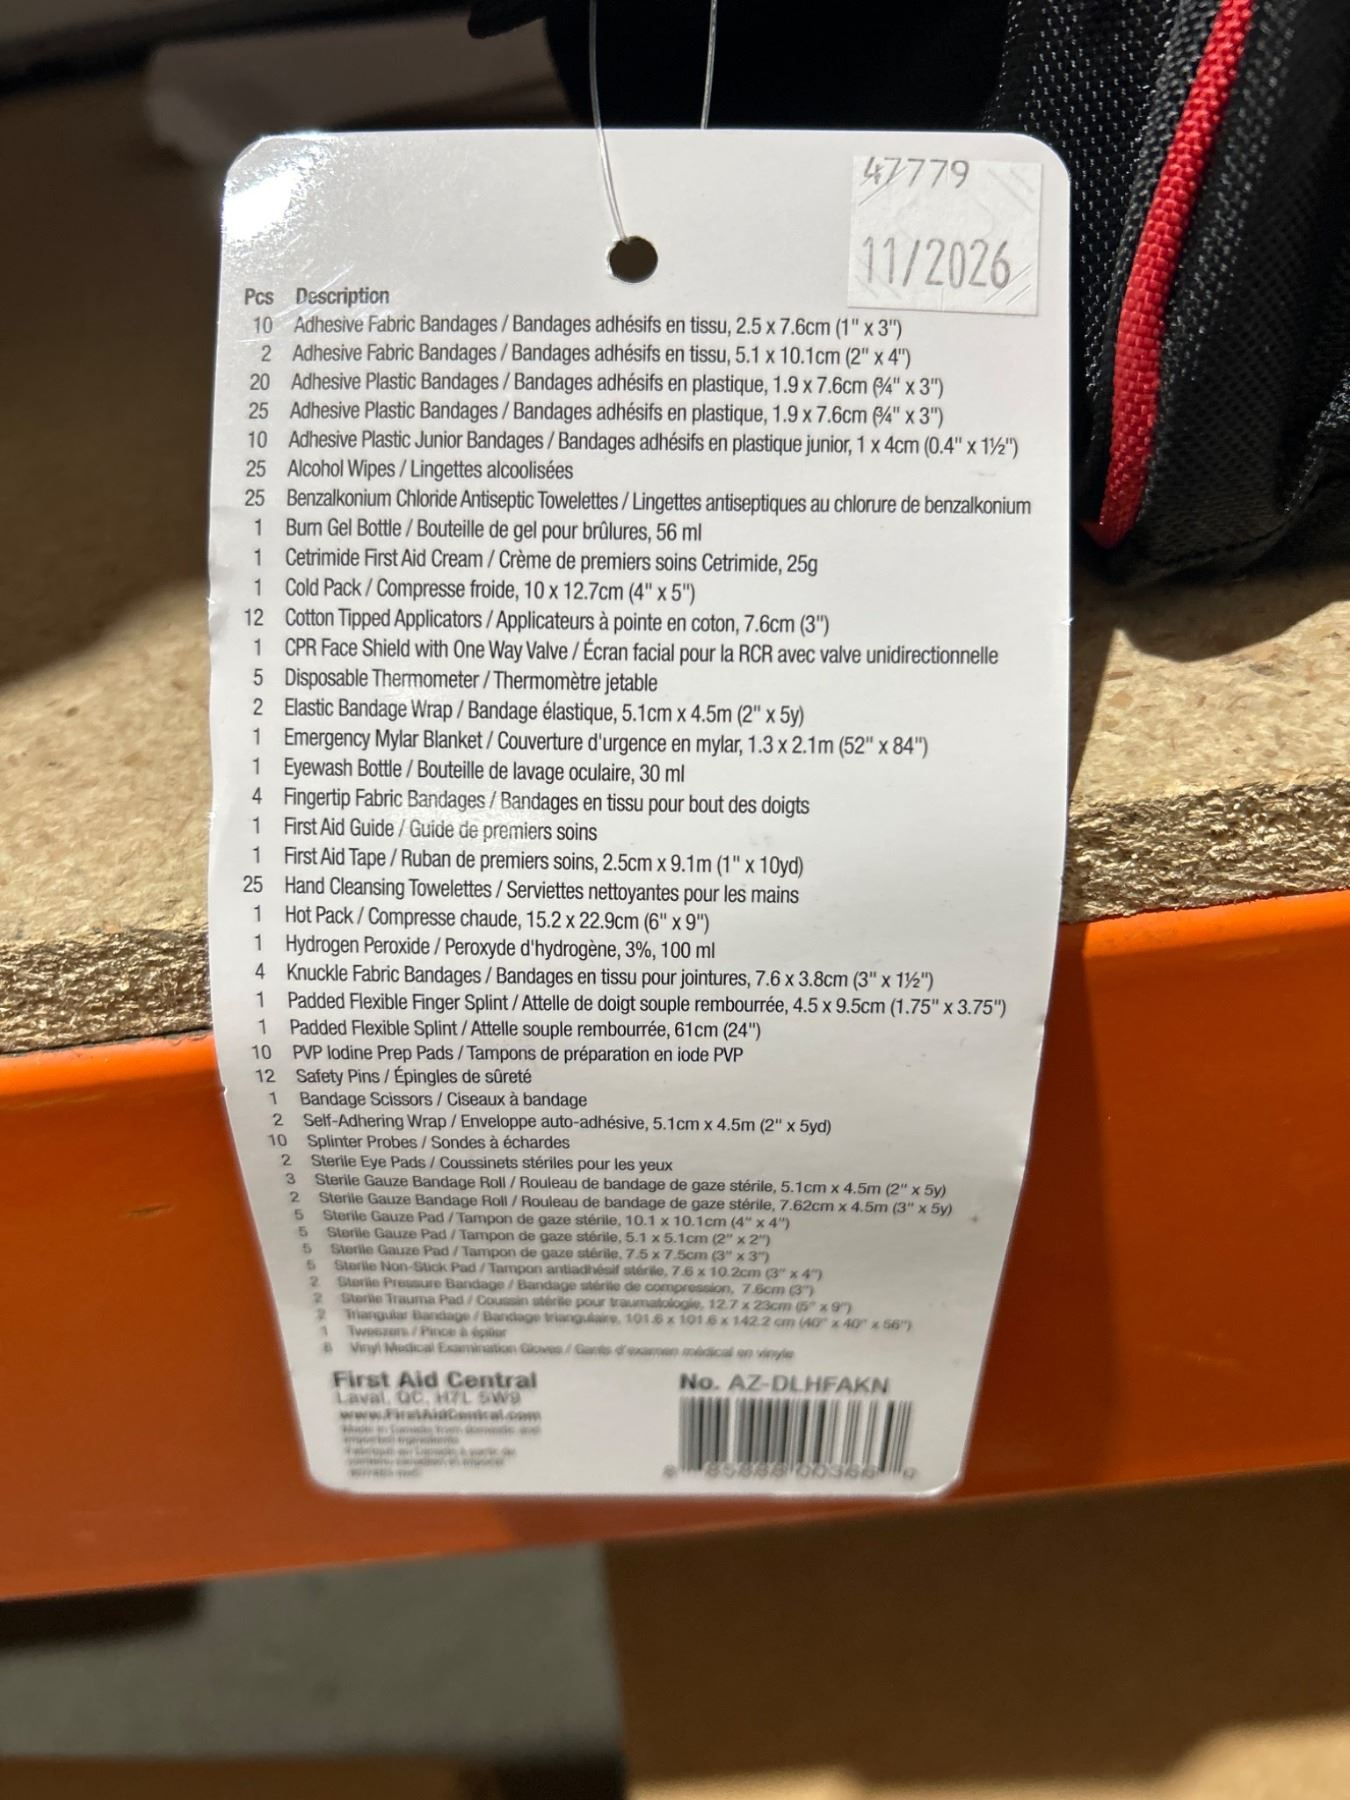 47779
11/2026
Pcs Description
10 Adhesive Fabric Bandages / Bandages adhésifs en tissu, 2.5 x 7.6cm (1" x 3")
2 Adhesive Fabric Bandages / Bandages adhésifs en tissu, 5.1 x 10.1cm (2" x 4")
20 Adhesive Plastic Bandages / Bandages adhésifs en plastique, 1.9 x 7.6cm (¾" x 3")
25 Adhesive Plastic Bandages / Bandages adhésifs en plastique, 1.9 x 7.6cm (¾" x 3")
10 Adhesive Plastic Junior Bandages / Bandages adhésifs en plastique junior, 1 x 4cm (0.4" x 1½")
25 Alcohol Wipes / Lingettes alcoolisées
25 Benzalkonium Chloride Antiseptic Towelettes / Lingettes antiseptiques au chlorure de benzalkonium
1 Burn Gel Bottle / Bouteille de gel pour brûlures, 56 ml
1 Cetrimide First Aid Cream / Crème de premiers soins Cetrimide, 25g
1 Cold Pack / Compresse froide, 10 x 12.7cm (4" x 5")
12 Cotton Tipped Applicators / Applicateurs à pointe en coton, 7.6cm (3")
1 CPR Face Shield with One Way Valve / Écran facial pour la RCR avec valve unidirectionnelle
5 Disposable Thermometer / Thermomètre jetable
2 Elastic Bandage Wrap / Bandage élastique, 5.1cm x 4.5m (2" x 5y)
1 Emergency Mylar Blanket / Couverture d'urgence en mylar, 1.3 x 2.1m (52" x 84")
1 Eyewash Bottle / Bouteille de lavage oculaire, 30 ml
4 Fingertip Fabric Bandages / Bandages en tissu pour bout des doigts
1 First Aid Guide / Guide de premiers soins
1 First Aid Tape / Ruban de premiers soins, 2.5cm x 9.1m (1" x 10yd)
25 Hand Cleansing Towelettes / Serviettes nettoyantes pour les mains
1 Hot Pack / Compresse chaude, 15.2 x 22.9cm (6" x 9")
1 Hydrogen Peroxide / Peroxyde d'hydrogène, 3%, 100 ml
4 Knuckle Fabric Bandages / Bandages en tissu pour jointures, 7.6 x 3.8cm (3" x 1½")
1 Padded Flexible Finger Splint / Attelle de doigt souple rembourrée, 4.5 x 9.5cm (1.75" x 3.75")
1 Padded Flexible Splint / Attelle souple rembourrée, 61cm (24")
10 PVP Iodine Prep Pads / Tampons de préparation en iode PVP
12 Safety Pins / Épingles de sûreté
1 Bandage Scissors / Ciseaux à bandage
2 Self-Adhering Wrap / Enveloppe auto-adhésive, 5.1cm x 4.5m (2" x 5yd)
10 Splinter Probes / Sondes à échardes
2 Sterile Eye Pads / Coussinets stériles pour les yeux
3 Sterile Gauze Bandage Roll / Rouleau de bandage de gaze stérile, 5.1cm x 4.5m (2" x 5y)
2 Sterile Gauze Bandage Roll / Rouleau de bandage de gaze stérile, 7.62cm x 4.5m (3" x 5y)
5 Sterile Gauze Pad / Tampon de gaze stérile, 10.1 x 10.1cm (4" x 4")
5 Sterile Gauze Pad / Tampon de gaze stérile, 5.1 x 5.1cm (2" x 2")
5 Sterile Gauze Pad / Tampon de gaze stérile, 7.5 x 7.5cm (3" x 3")
5 Sterile Non-Stick Pad / Tampon antiadhésif stérile, 7.6 x 10.2cm (3" x 4")
2 Sterile Pressure Bandage / Bandage stérile de compression, 7.6cm (3")
2 Sterile Trauma Pad / Coussin stérile pour traumatologie, 12.7 x 23cm (5" x 9")
2 Triangular Bandage / Bandage triangulaire, 101.6 x 101.6 x 142.2 cm (40" x 40" x 56")
1 Tweezers / Pince à épiler
8 Vinyl Medical Examination Gloves / Gants d'examen médical en vinyle
First Aid Central
Laval, QC, H7L 5W9
www.FirstAidCentral.com
No. AZ-DLHFAKN